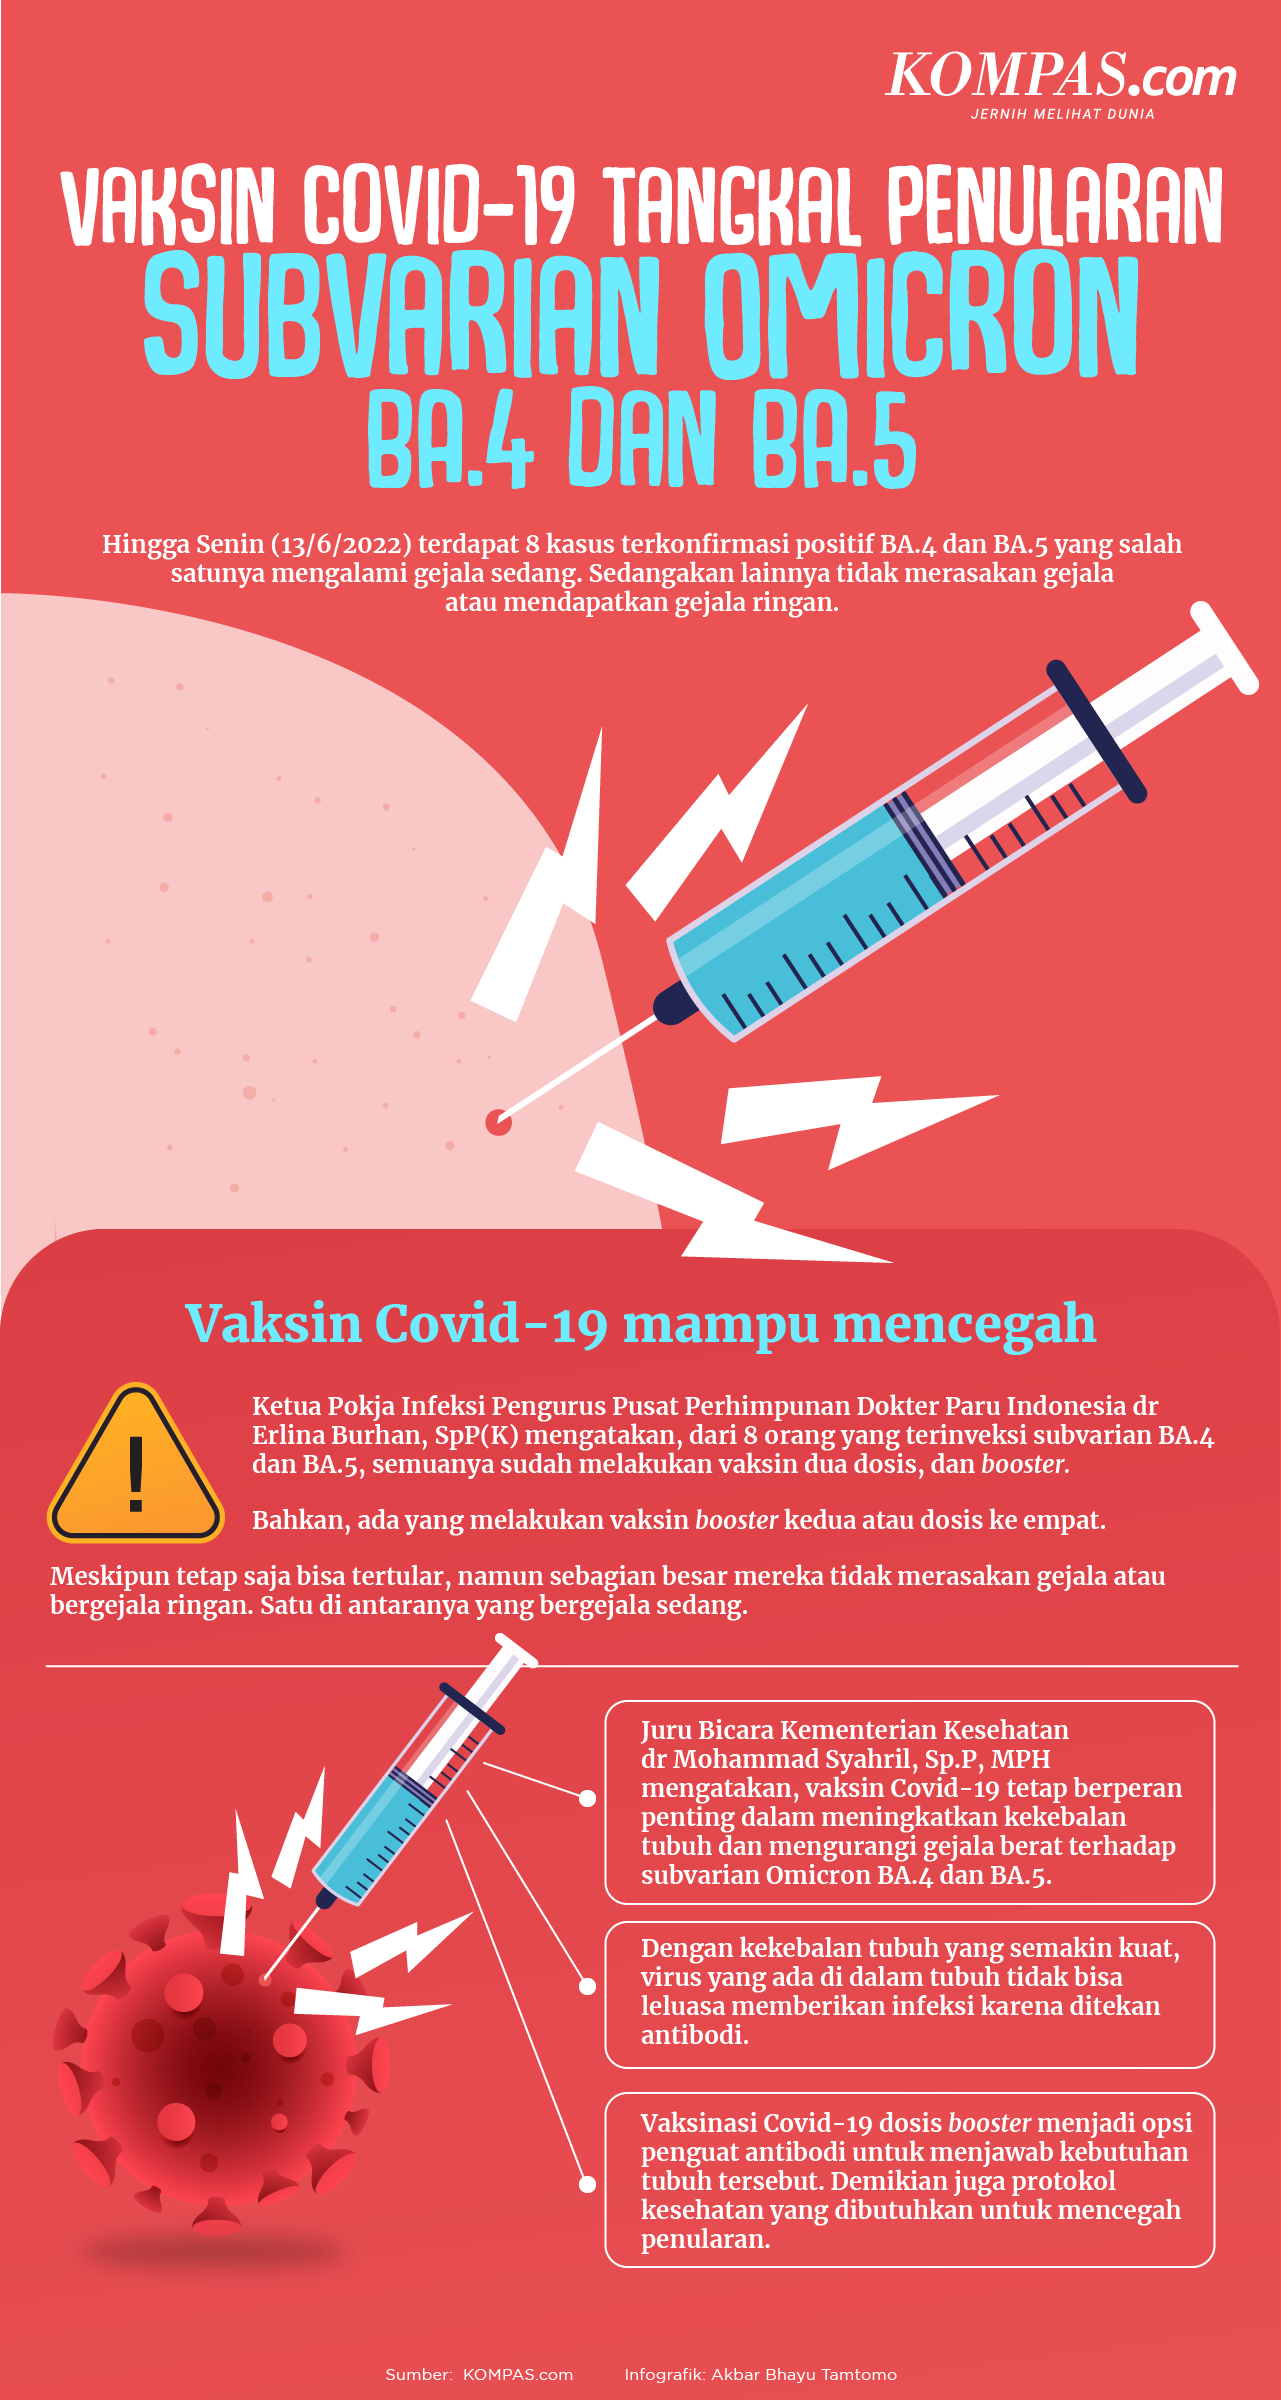 KOMPAS.com
JERNIH MELIHAT DUNIA
VAKSIN COVID-19 TANGKAL PENULARAN
SUBVARIAN OMICRON
BA.4 DAN BA.5
Hingga Senin (13/6/2022) terdapat 8 kasus terkonfirmasi positif BA.4 dan BA.5 yang salah
satunya mengalami gejala sedang. Sedangakan lainnya tidak merasakan gejala
atau mendapatkan gejala ringan.
Vaksin Covid-19 mampu mencegah
!
Ketua Pokja Infeksi Pengurus Pusat Perhimpunan Dokter Paru Indonesia dr
Erlina Burhan, SpP(K) mengatakan, dari 8 orang yang terinveksi subvarian BA.4
dan BA.5, semuanya sudah melakukan vaksin dua dosis, dan booster.
Bahkan, ada yang melakukan vaksin booster kedua atau dosis ke empat.
Meskipun tetap saja bisa tertular, namun sebagian besar mereka tidak merasakan gejala atau
bergejala ringan. Satu di antaranya yang bergejala sedang.
Juru Bicara Kementerian Kesehatan
dr Mohammad Syahril, Sp.P, MPH
mengatakan, vaksin Covid-19 tetap berperan
penting dalam meningkatkan kekebalan
tubuh dan mengurangi gejala berat terhadap
subvarian Omicron BA.4 dan BA.5.
Dengan kekebalan tubuh yang semakin kuat,
virus yang ada di dalam tubuh tidak bisa
leluasa memberikan infeksi karena ditekan
antibodi.
Vaksinasi Covid-19 dosis booster menjadi opsi
penguat antibodi untuk menjawab kebutuhan
tubuh tersebut. Demikian juga protokol
kesehatan yang dibutuhkan untuk mencegah
penularan.
Sumber: KOMPAS.com Infografik: Akbar Bhayu Tamtomo